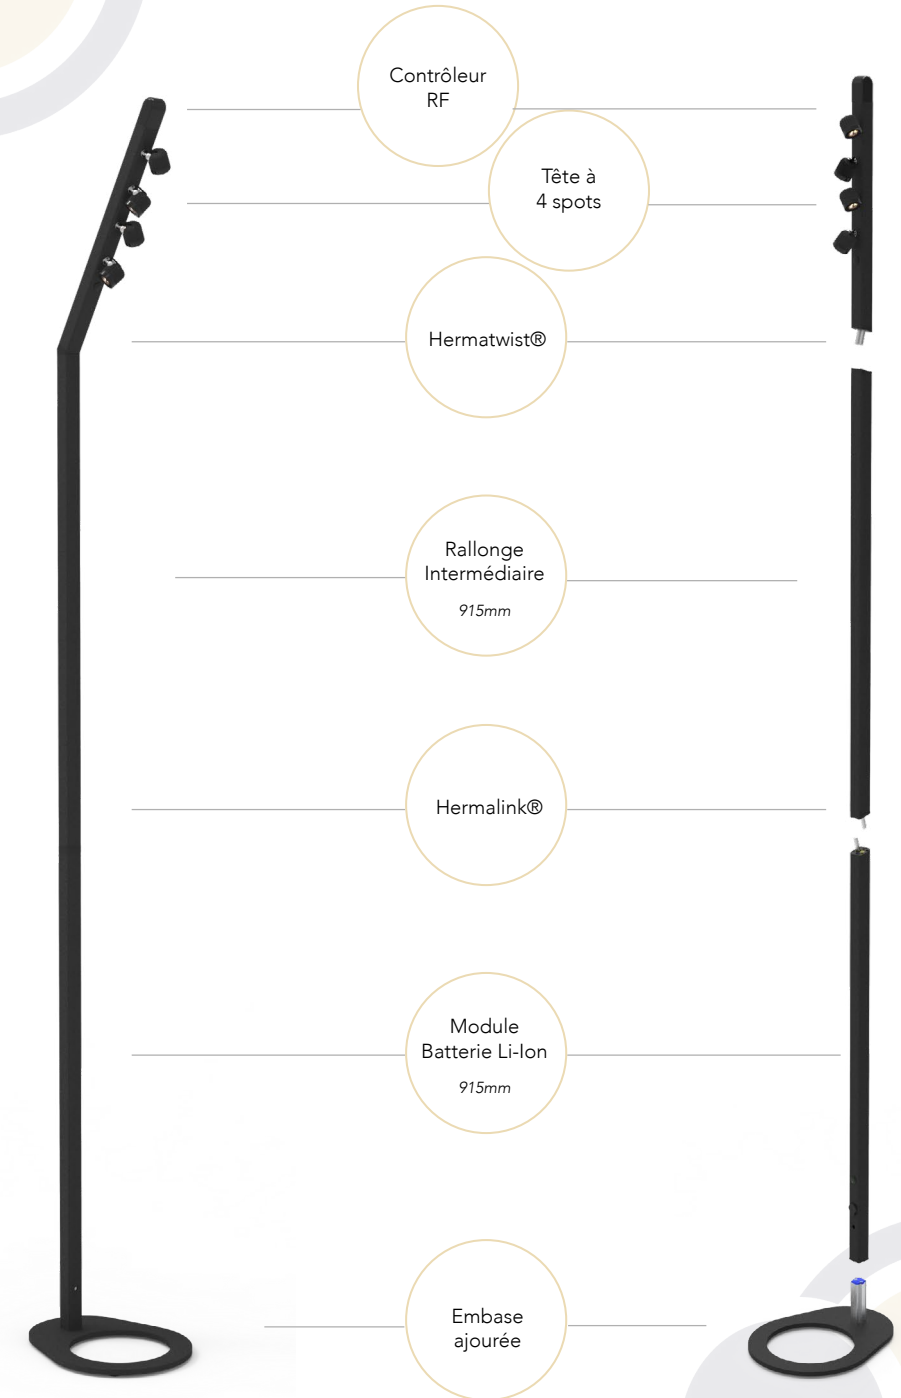 Contrôleur
RF
Tête à
4 spots
Hermatwist®
Rallonge
Intermédiaire
915mm
Hermalink®
Module
Batterie Li-Ion
915mm
Embase
ajourée